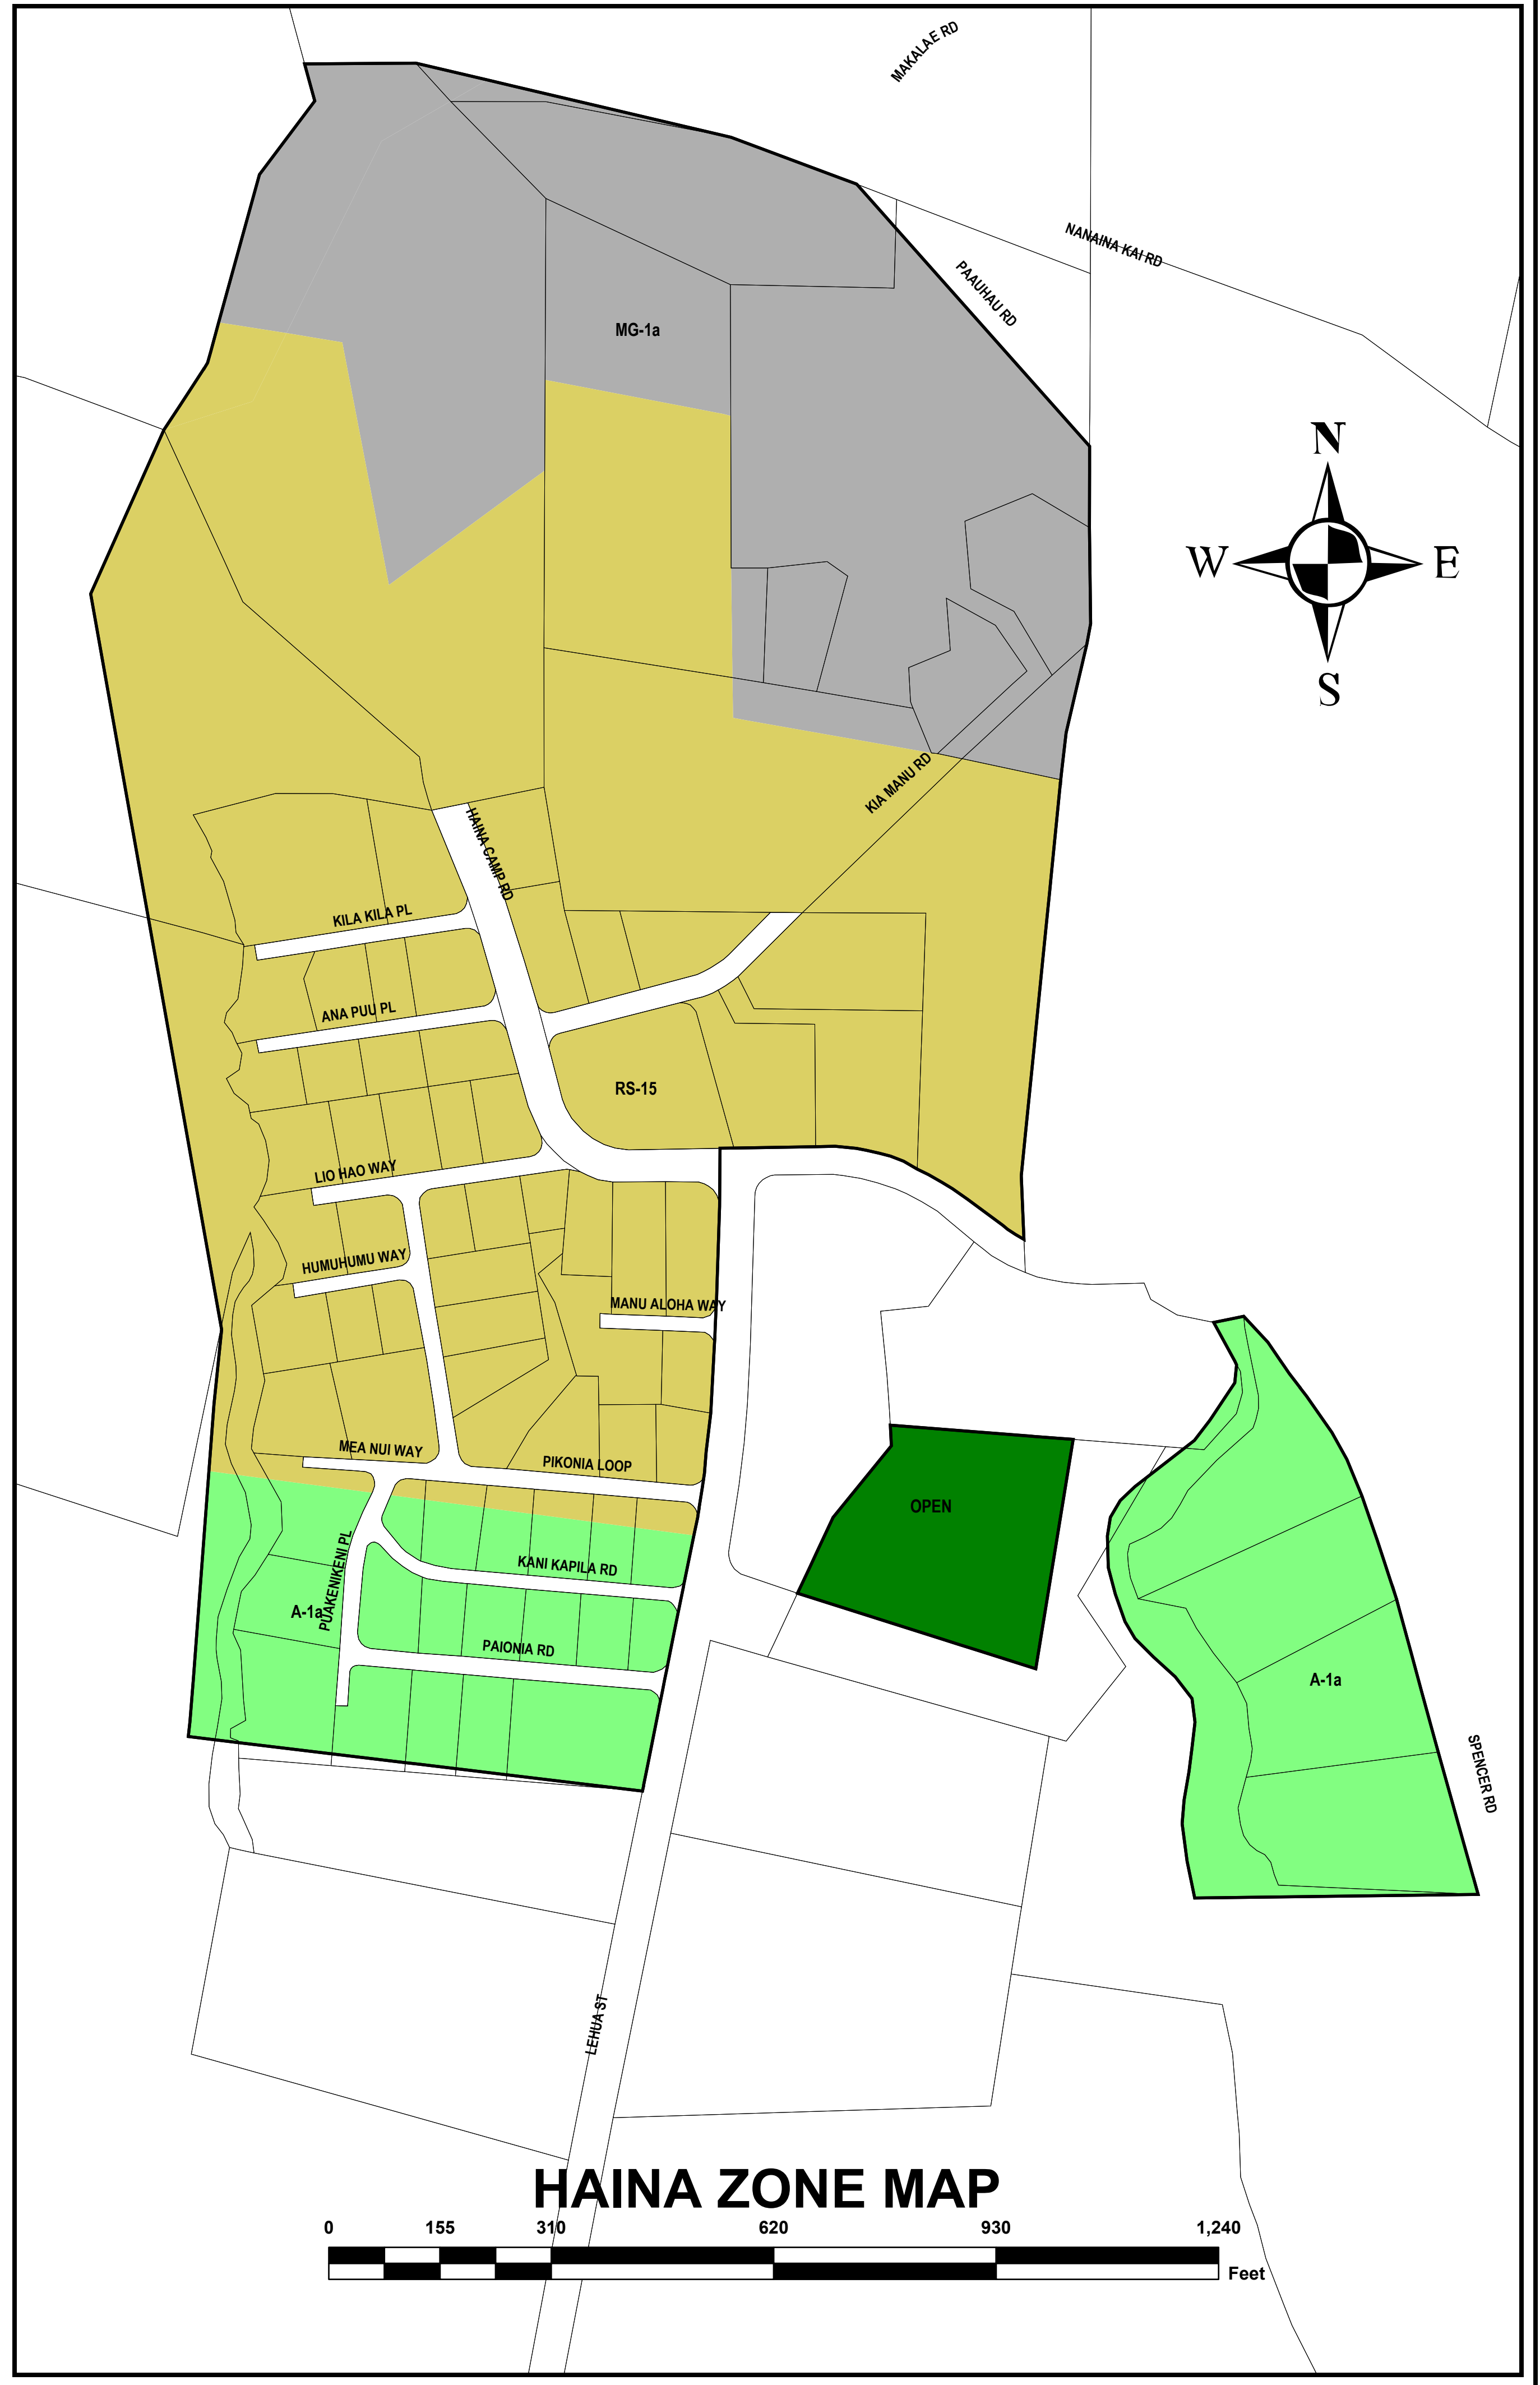 MAKALAE RD
NANAINA KAI RD
PAAUHAU RD
MG-1a
N
W
E
S
KIA MANU RD
HAINA CAMP RD
KILA KILA PL
ANA PUU PL
RS-15
LIO HAO WAY
HUMUHUMU WAY
MANU ALOHA WAY
MEA NUI WAY
PIKONIA LOOP
OPEN
KANI KAPILA RD
PUAKENIKENI PL
A-1a
PAIONIA RD
A-1a
SPENCER RD
LEHUA ST
HAINA ZONE MAP
0 155 310 620 930 1,240
Feet